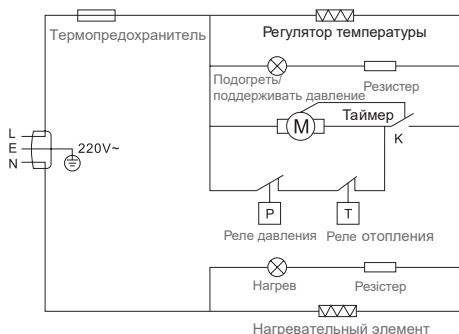 Термопредохранитель
Регулятор температуры
Подогреть/
поддерживать давление
Резистер
Таймер
M
K
L
E
N
220V~
P
T
Реле давления
Реле отопления
Нагрев
Резістер
Нагревательный элемент